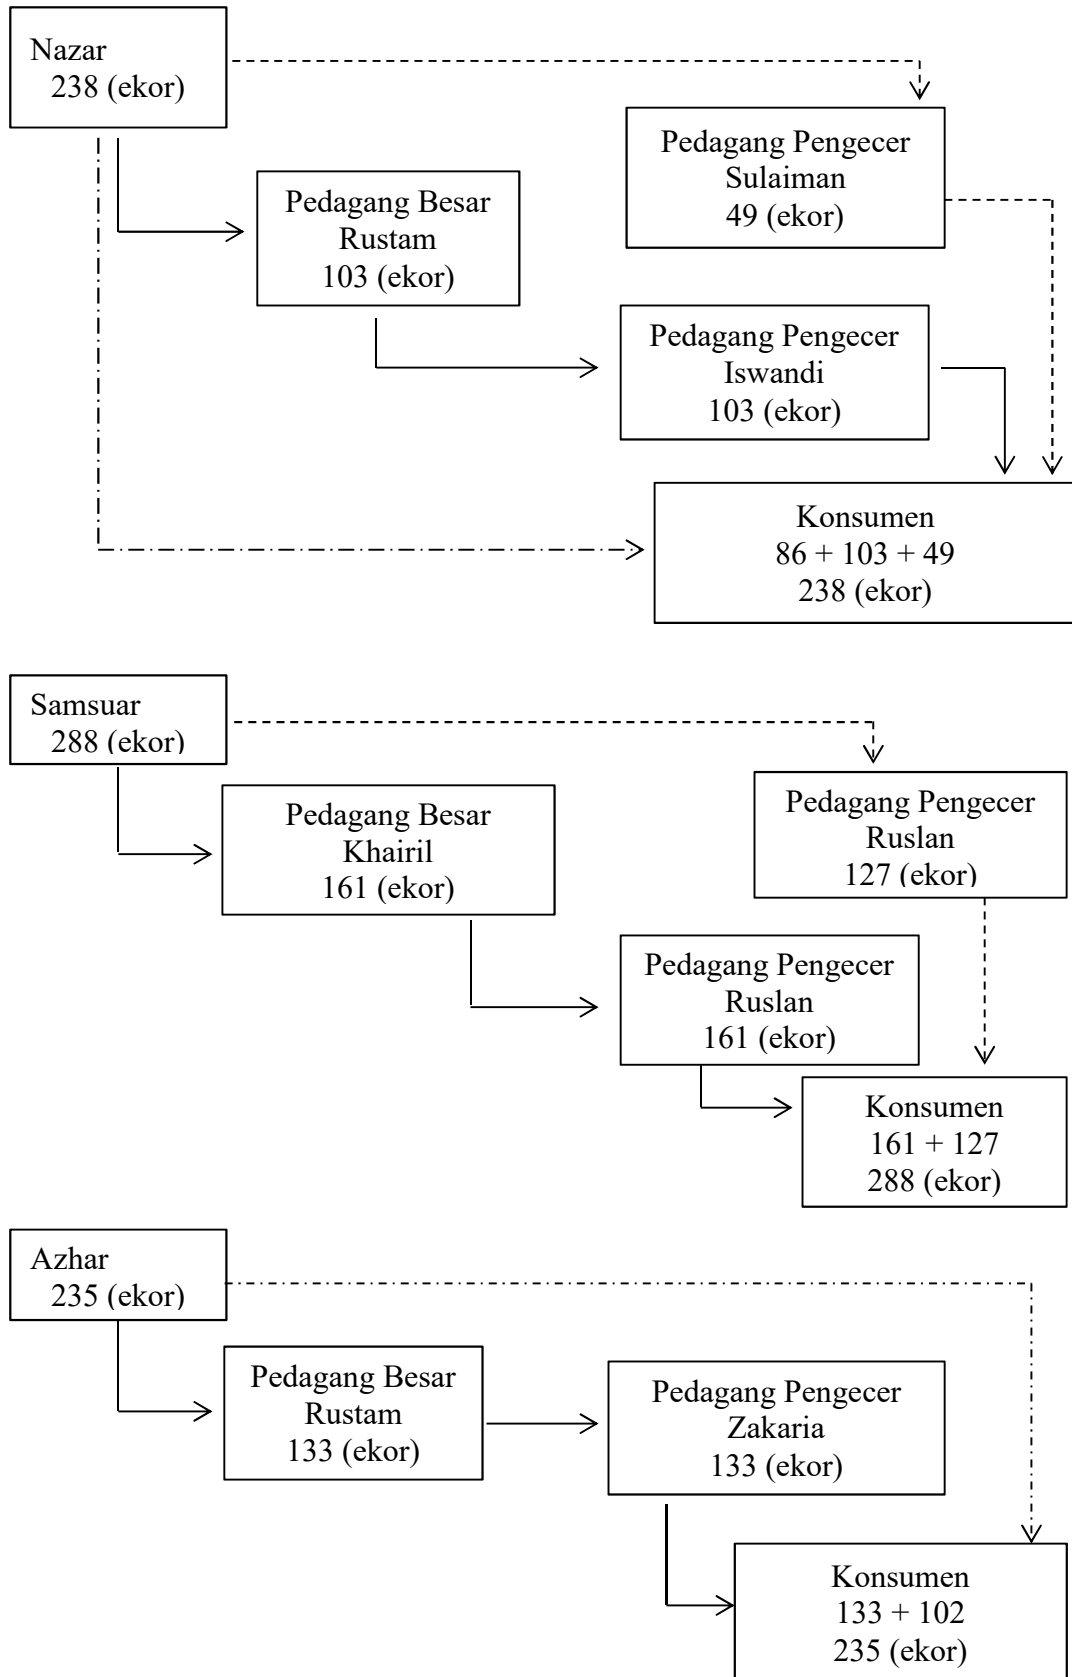 Nazar
238 (ekor)
Pedagang Pengecer
Sulaiman
49 (ekor)
Pedagang Besar
Rustam
103 (ekor)
Pedagang Pengecer
Iswandi
103 (ekor)
Konsumen
86 + 103 + 49
238 (ekor)
Samsuar
288 (ekor)
Pedagang Pengecer
Ruslan
127 (ekor)
Pedagang Besar
Khairil
161 (ekor)
Pedagang Pengecer
Ruslan
161 (ekor)
Konsumen
161 + 127
288 (ekor)
Azhar
235 (ekor)
Pedagang Besar
Rustam
133 (ekor)
Pedagang Pengecer
Zakaria
133 (ekor)
Konsumen
133 + 102
235 (ekor)